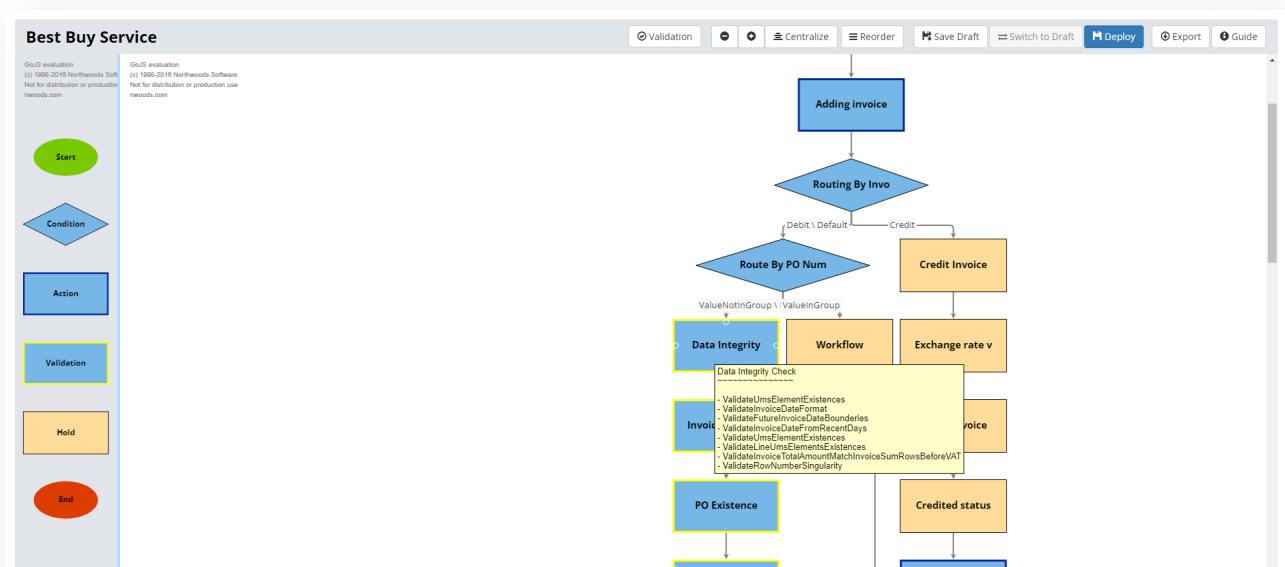 Best Buy Service
Validation
Centralize
Reorder
Save Draft
Switch to Draft
Deploy
Export
Guide
GoJS evaluation
(c) 1998-2016 Northwoods Soft
Not for distribution or production
nwoods.com
GoJS evaluation
(c) 1998-2016 Northwoods Software
Not for distribution or production use
nwoods.com
Start
Condition
Action
Validation
Hold
End
Adding invoice
Routing By Invo
Debit \ Default
Credit
Route By PO Num
Credit Invoice
ValueNotInGroup \
ValueInGroup
Data Integrity
Workflow
Exchange rate v
Data Integrity Check
~~~~~~~~~~~~~~~
- ValidateUmsElementExistences
- ValidateInvoiceDateFormat
- ValidateFutureInvoiceDateBounderies
- ValidateInvoiceDateFromRecentDays
- ValidateUmsElementExistences
- ValidateLineUmsElementsExistences
- ValidateInvoiceTotalAmountMatchInvoiceSumRowsBeforeVAT
- ValidateRowNumberSingularity
PO Existence
Credited status